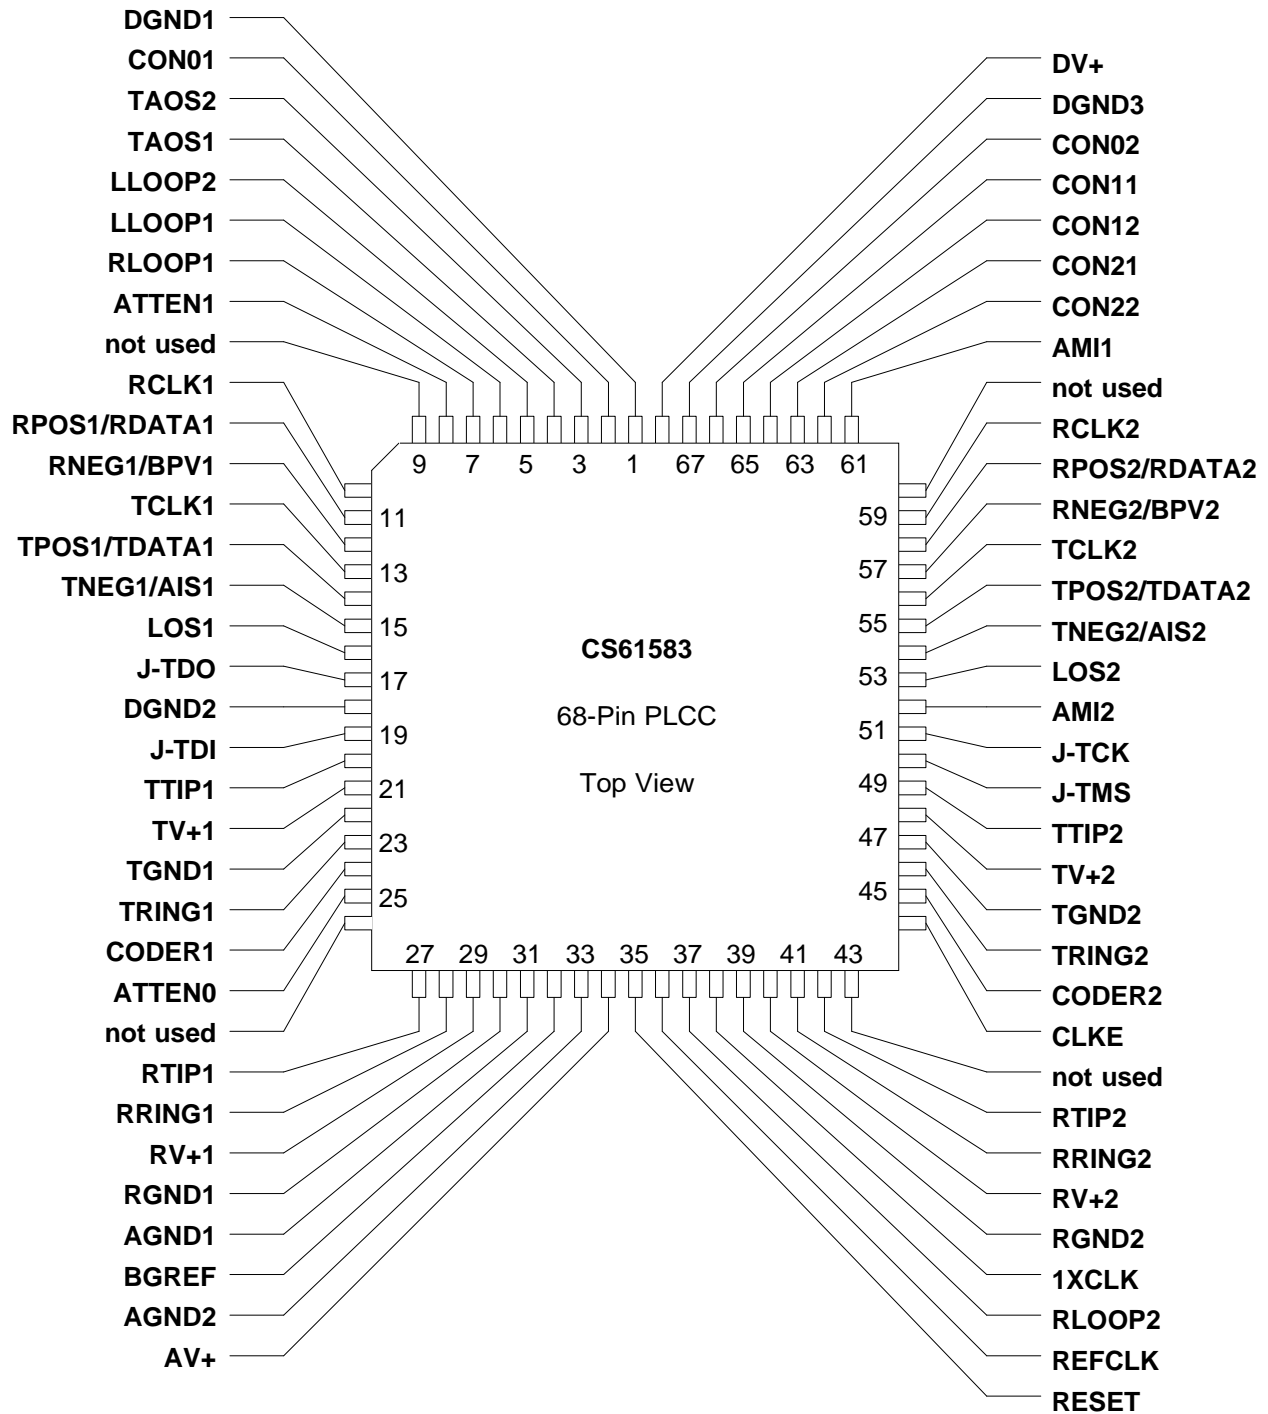 DGND1
CON01
TAOS2
TAOS1
LLOOP2
LLOOP1
RLOOP1
ATTEN1
not used
RCLK1
RPOS1/RDATA1
RNEG1/BPV1
TCLK1
TPOS1/TDATA1
TNEG1/AIS1
LOS1
J-TDO
DGND2
J-TDI
TTIP1
TV+1
TGND1
TRING1
CODER1
ATTEN0
not used
RTIP1
RRING1
RV+1
RGND1
AGND1
BGREF
AGND2
AV+
9 7 5 3 1 67 65 63 61
11
13
15
17
19
21
23
25
CS61583
68-Pin PLCC
Top View
59
57
55
53
51
49
47
45
27 29 31 33 35 37 39 41 43
DV+
DGND3
CON02
CON11
CON12
CON21
CON22
AMI1
not used
RCLK2
RPOS2/RDATA2
RNEG2/BPV2
TCLK2
TPOS2/TDATA2
TNEG2/AIS2
LOS2
AMI2
J-TCK
J-TMS
TTIP2
TV+2
TGND2
TRING2
CODER2
CLKE
not used
RTIP2
RRING2
RV+2
RGND2
1XCLK
RLOOP2
REFCLK
RESET